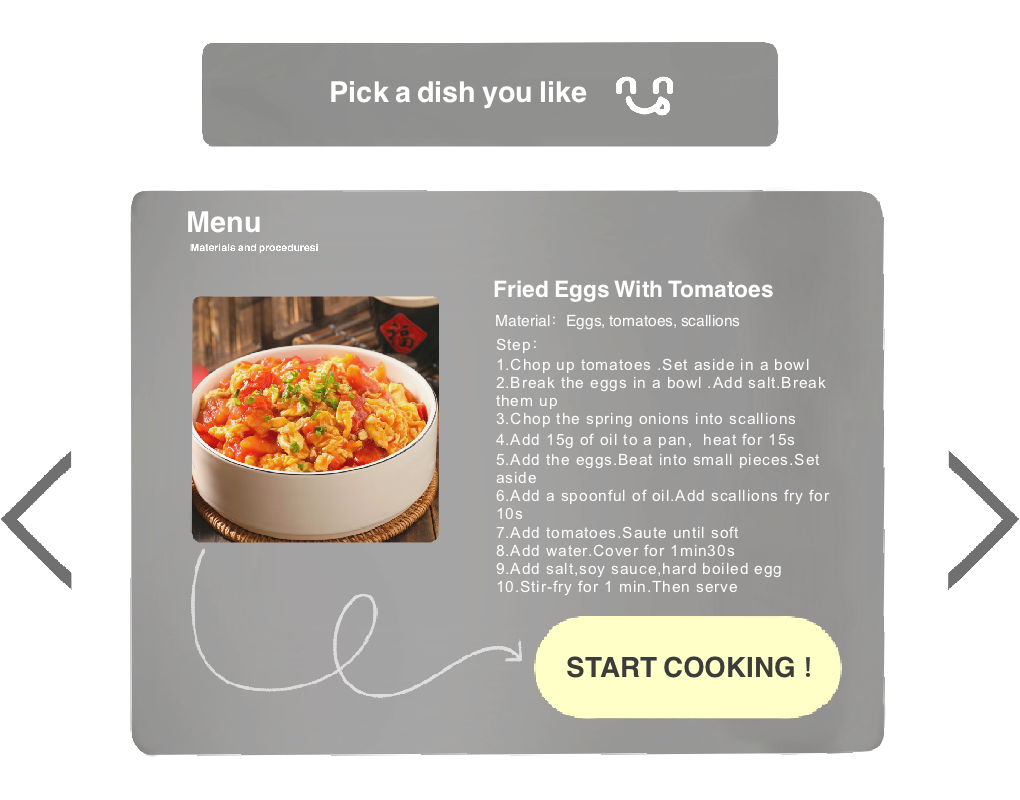 Pick a dish you like
Menu
Materials and procedures!
福
Fried Eggs With Tomatoes
Material： Eggs, tomatoes, scallions
Step：
1.Chop up tomatoes .Set aside in a bowl
2.Break the eggs in a bowl .Add salt.Break
them up
3.Chop the spring onions into scallions
4.Add 15g of oil to a pan，heat for 15s
5.Add the eggs.Beat into small pieces.Set
aside
6.Add a spoonful of oil.Add scallions fry for
10s
7.Add tomatoes.Saute until soft
8.Add water.Cover for 1min30s
9.Add salt,soy sauce,hard boiled egg
10.Stir-fry for 1 min.Then serve
START COOKING !